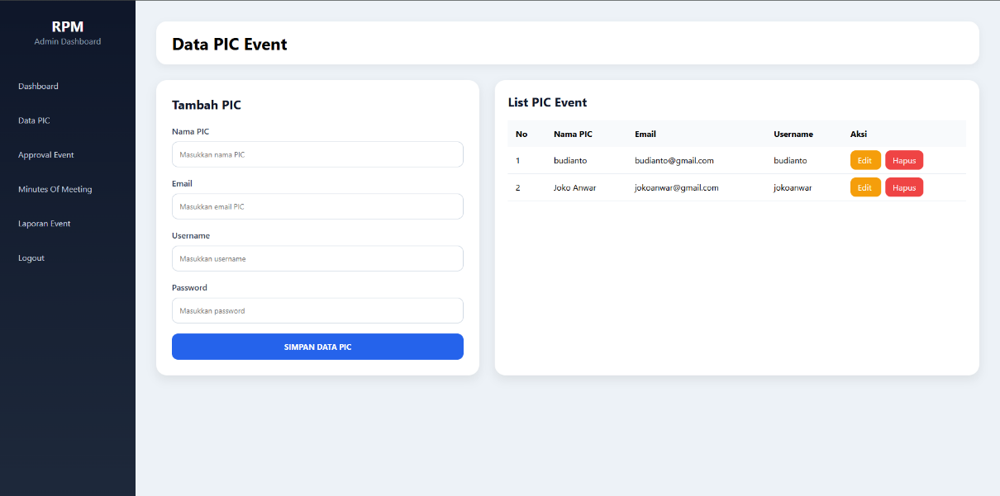 RPM
Admin Dashboard
Dashboard
Data PIC
Approval Event
Minutes Of Meeting
Laporan Event
Logout
Data PIC Event
Tambah PIC
Nama PIC
Masukkan nama PIC
Email
Masukkan email PIC
Username
Masukkan username
Password
Masukkan password
SIMPAN DATA PIC
List PIC Event
No Nama PIC Email Username Aksi
1 budianto budianto@gmail.com budianto Edit Hapus
2 Joko Anwar jokoanwar@gmail.com jokoanwar Edit Hapus